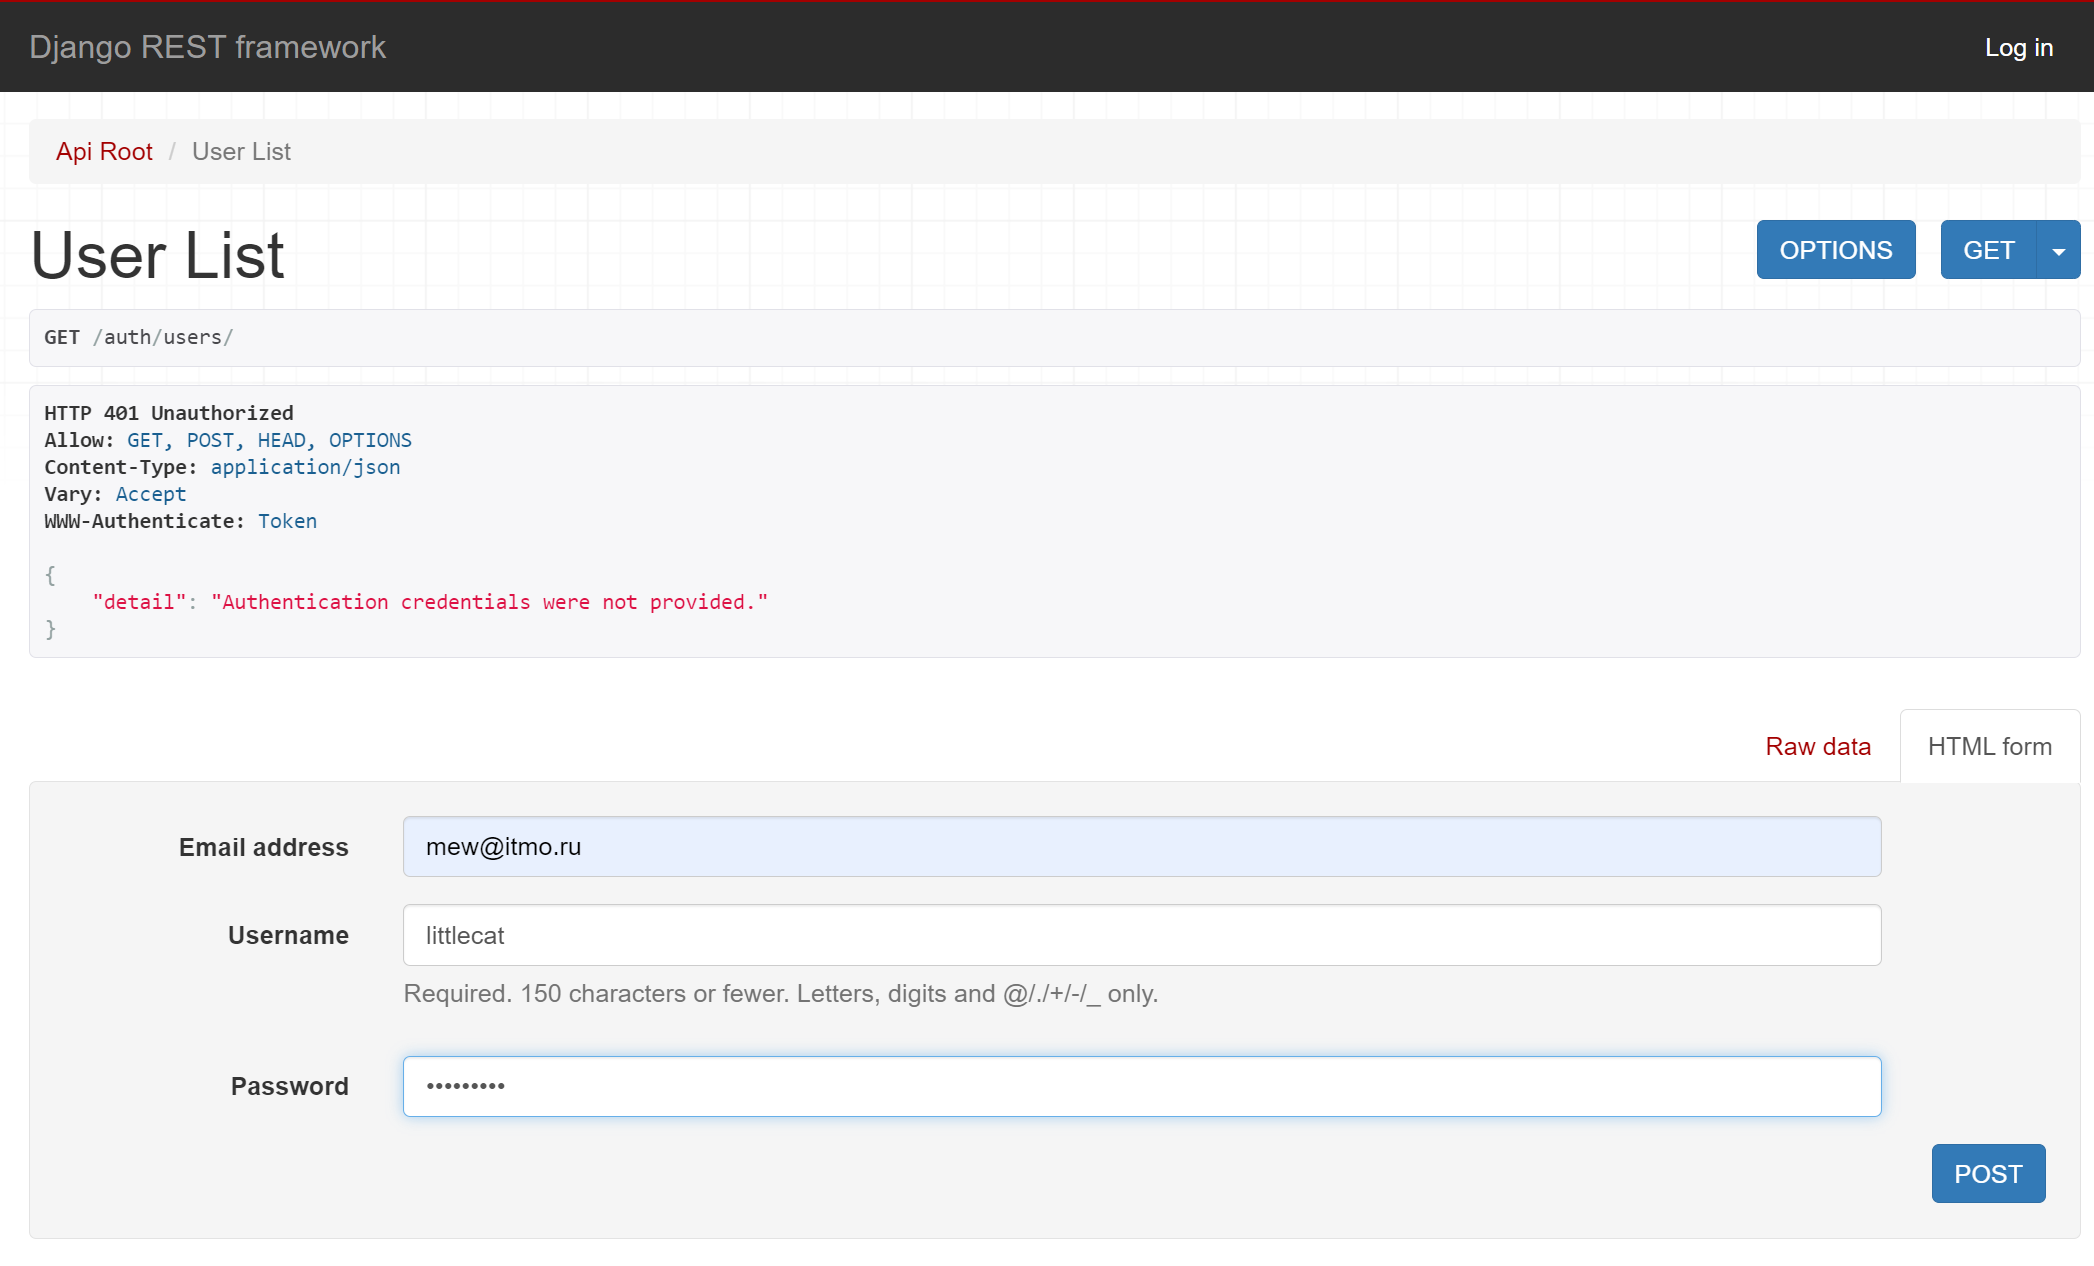 Django REST framework
Log in
Api Root / User List
User List
OPTIONS
GET
GET /auth/users/
HTTP 401 Unauthorized
Allow: GET, POST, HEAD, OPTIONS
Content-Type: application/json
Vary: Accept
WWW-Authenticate: Token
{
    "detail": "Authentication credentials were not provided."
}
Raw data
HTML form
Email address
mew@itmo.ru
Username
littlecat
Required. 150 characters or fewer. Letters, digits and @/./+/-/_ only.
Password
•••••••••
POST